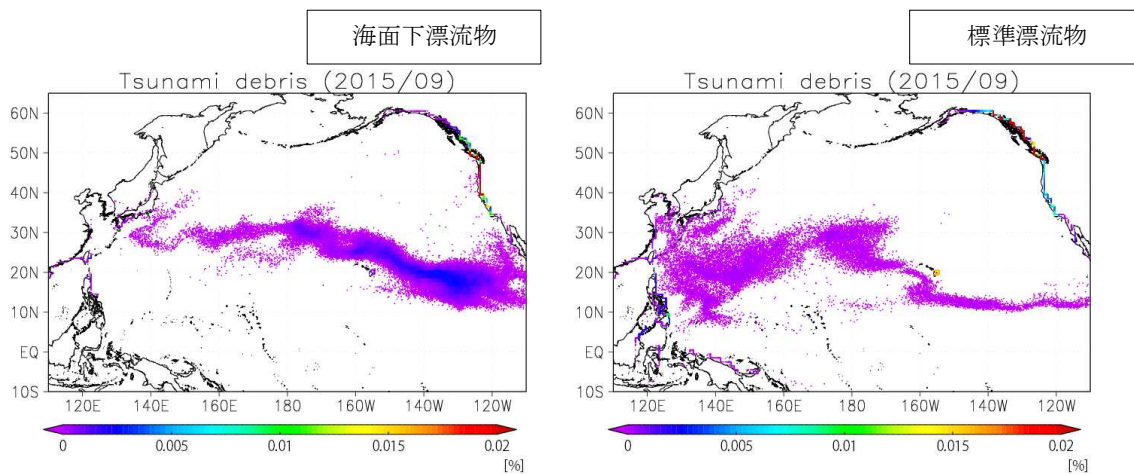 海面下漂流物
Tsunami debris (2015/09)
60N
50N
40N
30N
20N
10N
EQ
10S
120E 140E 160E 180 160W 140W 120W
0 0.005 0.01 0.015 0.02
[%]
標準漂流物
Tsunami debris (2015/09)
60N
50N
40N
30N
20N
10N
EQ
10S
120E 140E 160E 180 160W 140W 120W
0 0.005 0.01 0.015 0.02
[%]